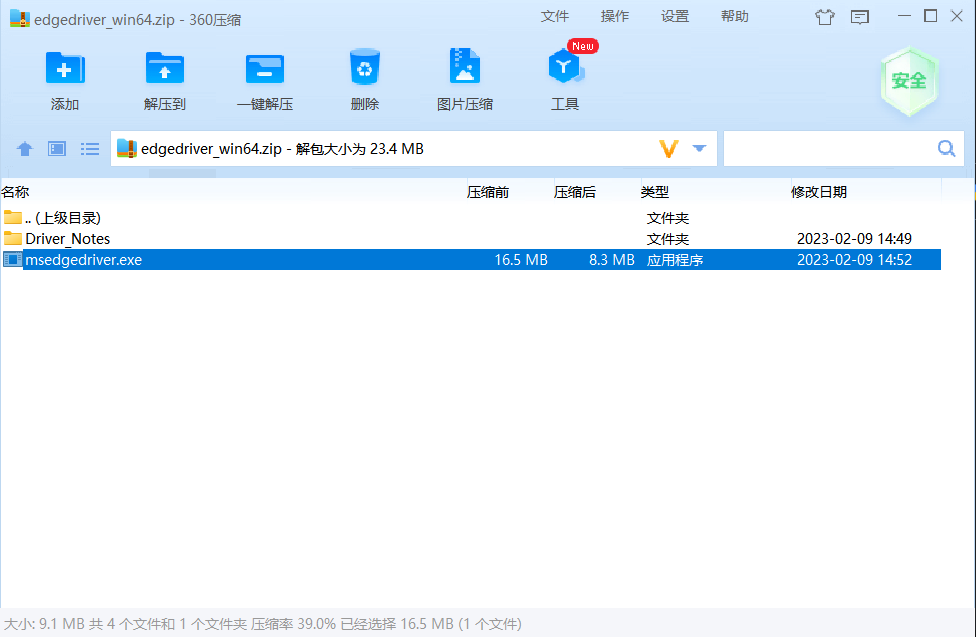 edgedriver_win64.zip - 360压缩
文件 操作 设置 帮助
New
添加 解压到 一键解压 删除 图片压缩 工具
安全
edgedriver_win64.zip - 解包大小为 23.4 MB
名称 压缩前 压缩后 类型 修改日期
.. (上级目录) 文件夹
Driver_Notes 文件夹 2023-02-09 14:49
msedgedriver.exe 16.5 MB 8.3 MB 应用程序 2023-02-09 14:52
大小: 9.1 MB 共 4 个文件和 1 个文件夹 压缩率 39.0% 已经选择 16.5 MB (1 个文件)